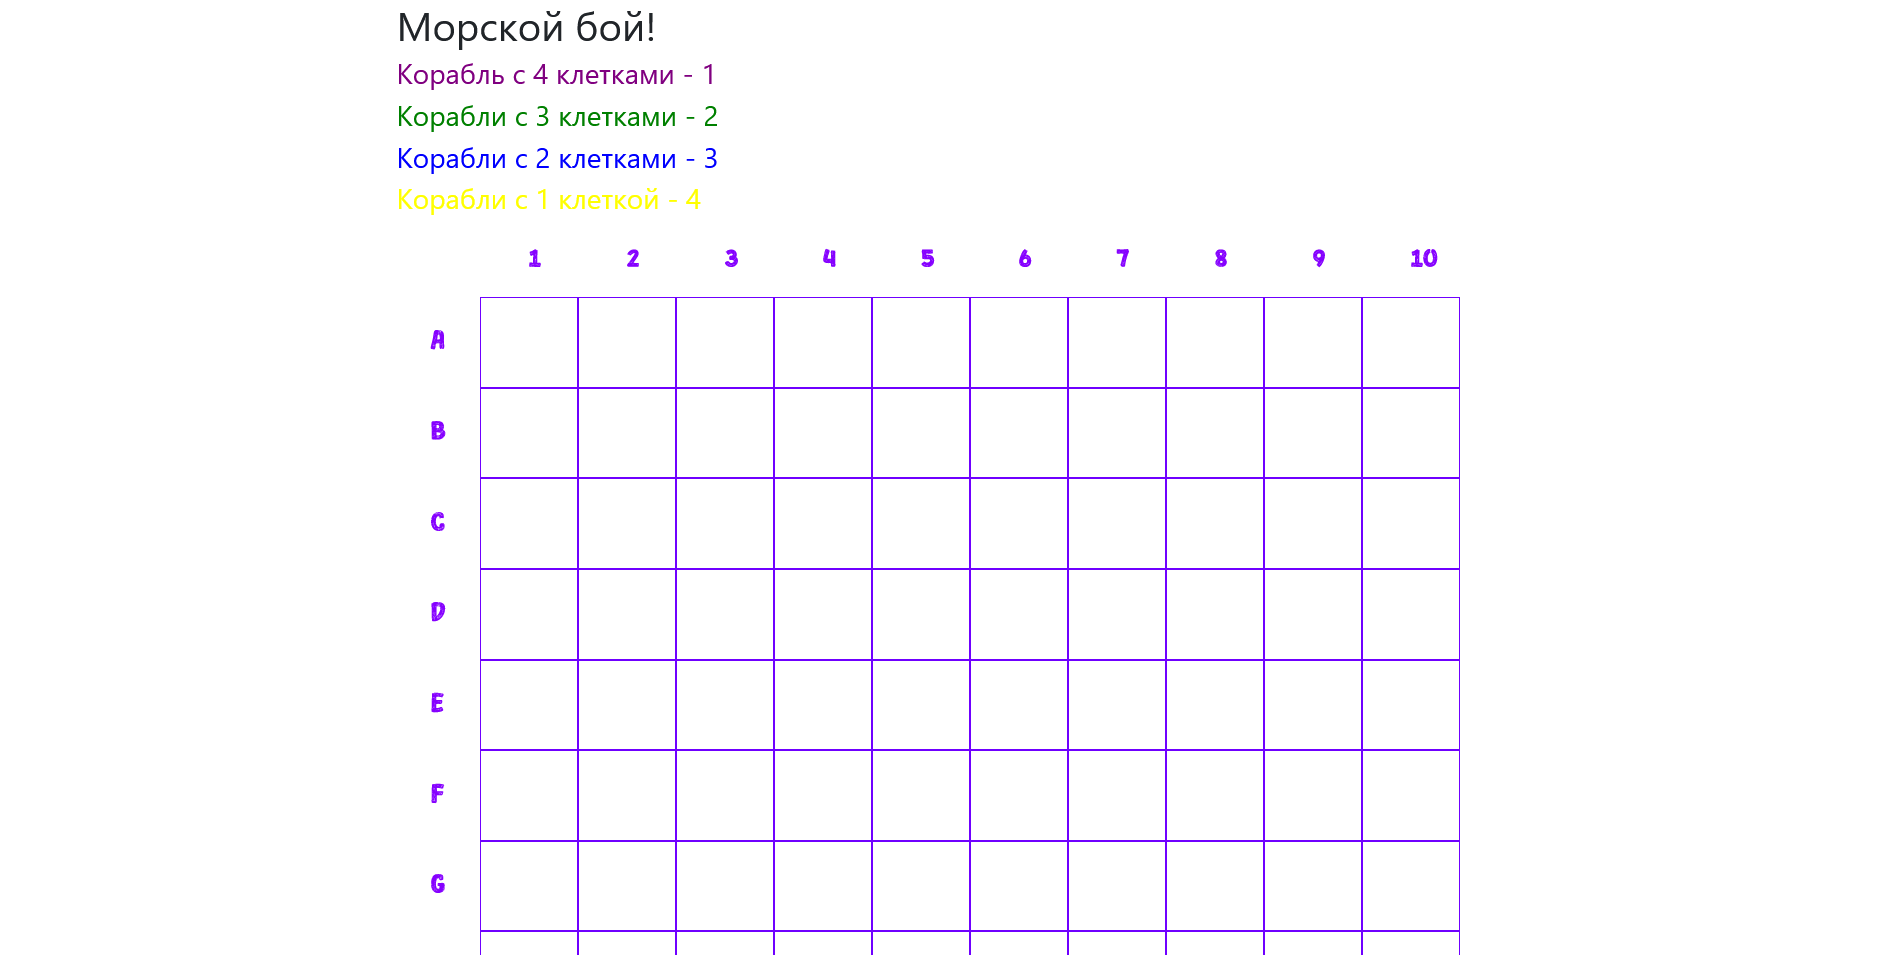 Морской бой!
Корабль с 4 клетками - 1
Корабли с 3 клетками - 2
Корабли с 2 клетками - 3
Корабли с 1 клеткой - 4
1 2 3 4 5 6 7 8 9 10
A
B
C
D
E
F
G